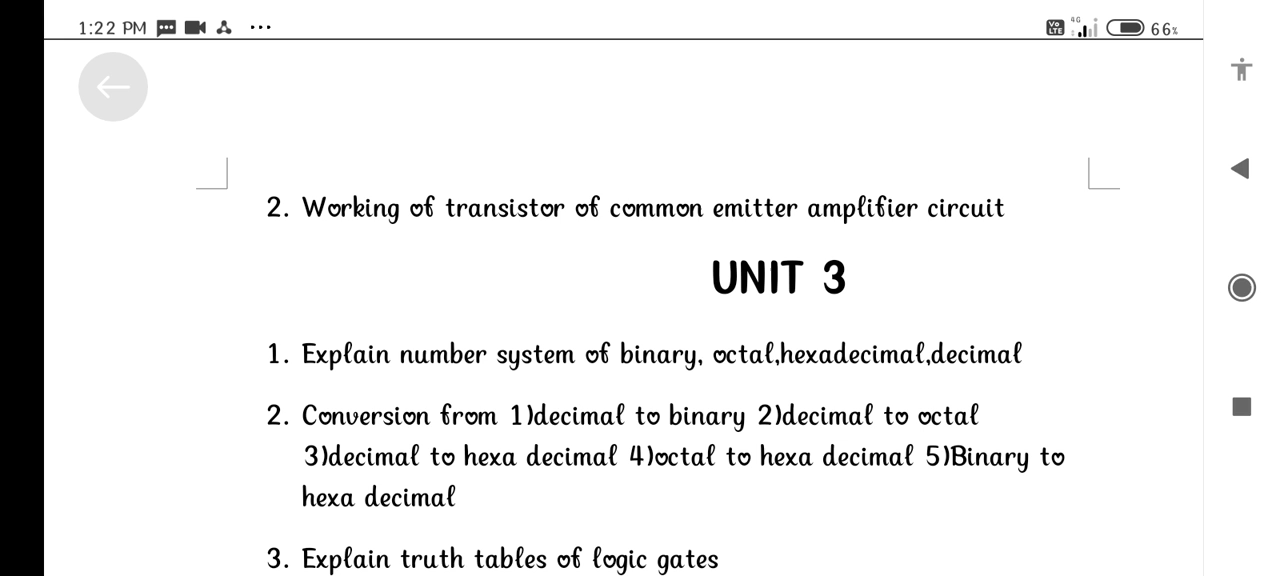 1:22 PM ... 4G 66%
2. Working of transistor of common emitter amplifier circuit
UNIT 3
1. Explain number system of binary, octal,hexadecimal,decimal
2. Conversion from 1)decimal to binary 2)decimal to octal
3)decimal to hexa decimal 4)octal to hexa decimal 5)Binary to
hexa decimal
3. Explain truth tables of logic gates